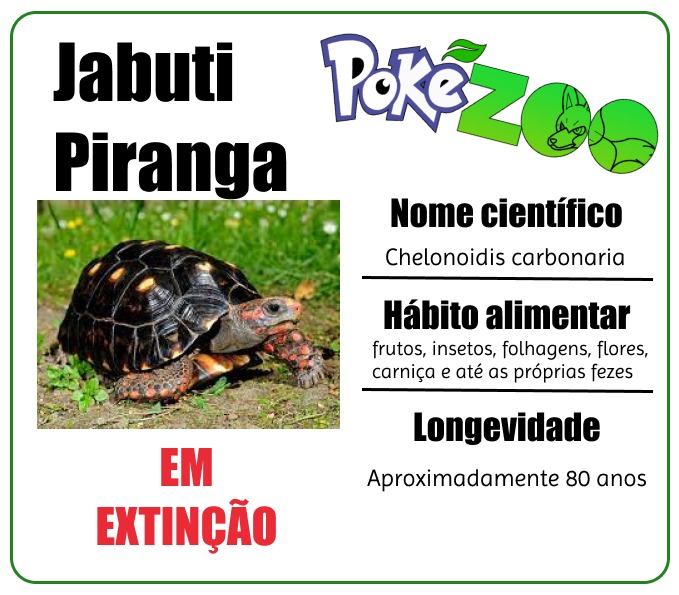 Jabuti
Piranga
PoKéZOO
Nome científico
Chelonoidis carbonaria
Hábito alimentar
frutos, insetos, folhagens, flores,
carniça e até as próprias fezes
Longevidade
Aproximadamente 80 anos
EM
EXTINÇÃO